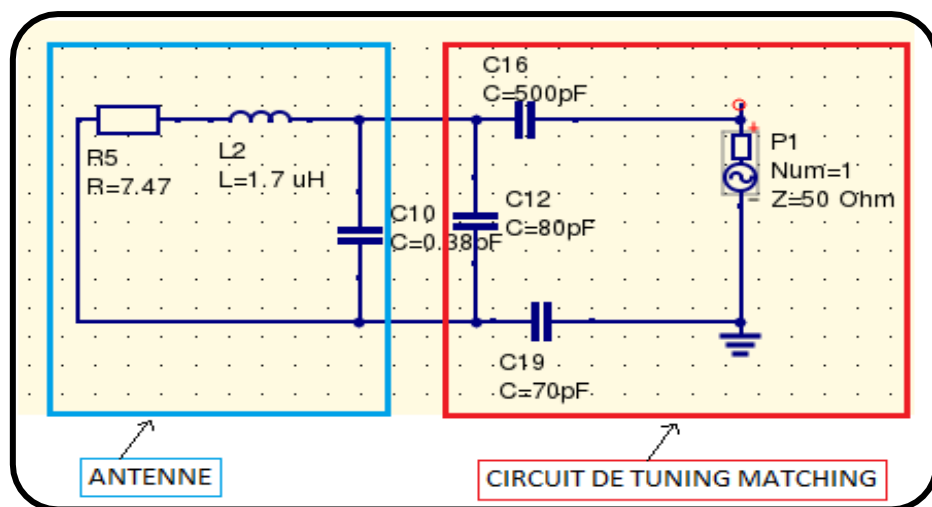 C16
C=500pF
R5
R=7.47
L2
L=1.7 uH
C10
C=0.38pF
C12
C=80pF
P1
Num=1
Z=50 Ohm
C19
C=70pF
ANTENNE
CIRCUIT DE TUNING MATCHING